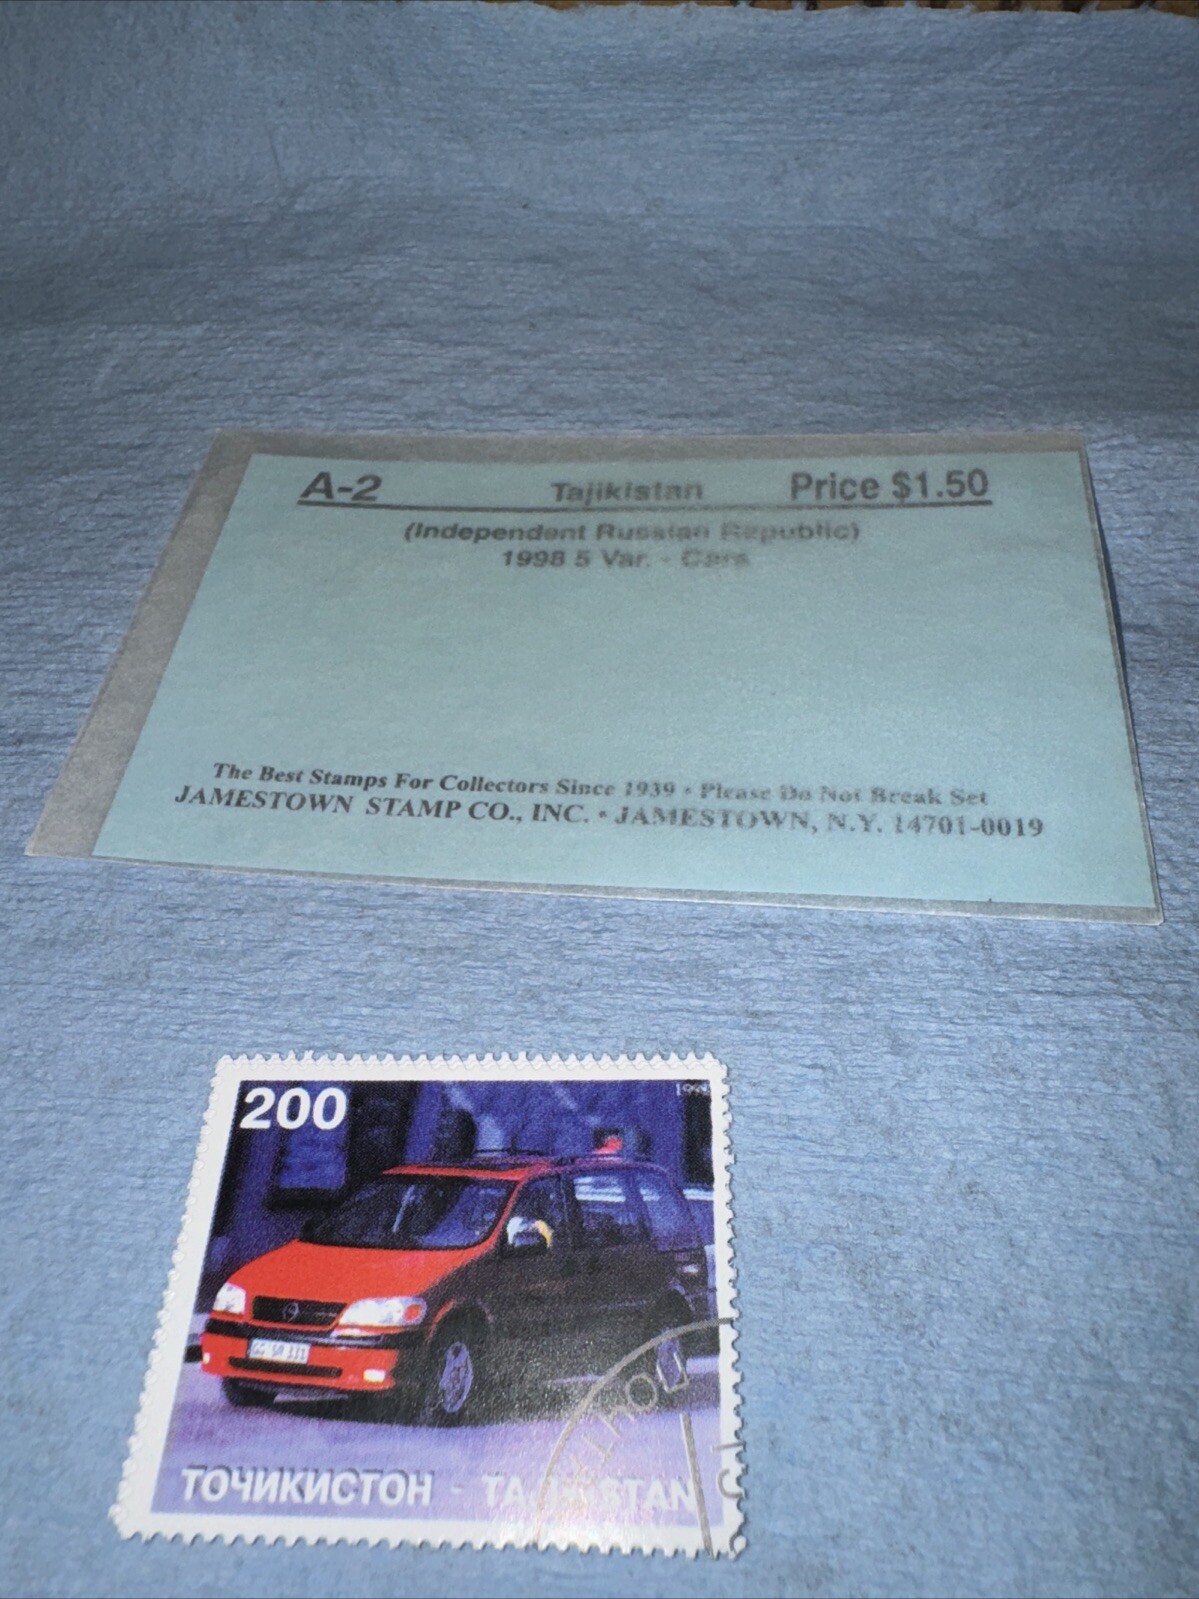 A-2 Tajikistan Price $1.50
(Independent Russian Republic)
1998 5 Var. - Cars
The Best Stamps For Collectors Since 1939 • Please Do Not Break Set
JAMESTOWN STAMP CO., INC. • JAMESTOWN, N.Y. 14701-0019
200
ТОЧИКИСТОН - TAJIKISTAN